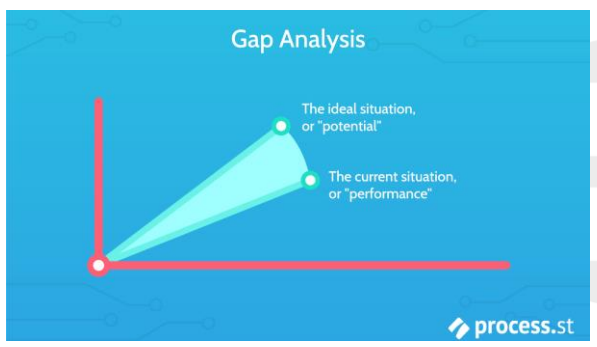 Gap Analysis
The ideal situation,
or "potential"
The current situation,
or "performance"
process.st